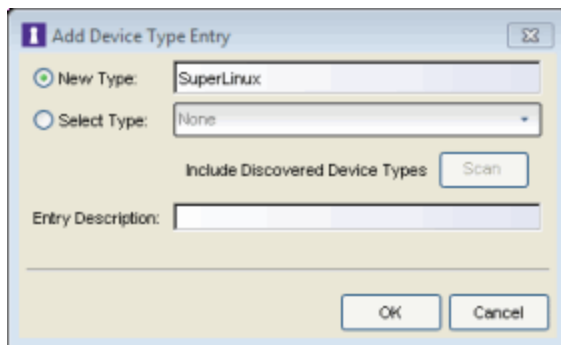 Add Device Type Entry
New Type: SuperLinux
Select Type: None
Include Discovered Device Types Scan
Entry Description:
OK Cancel